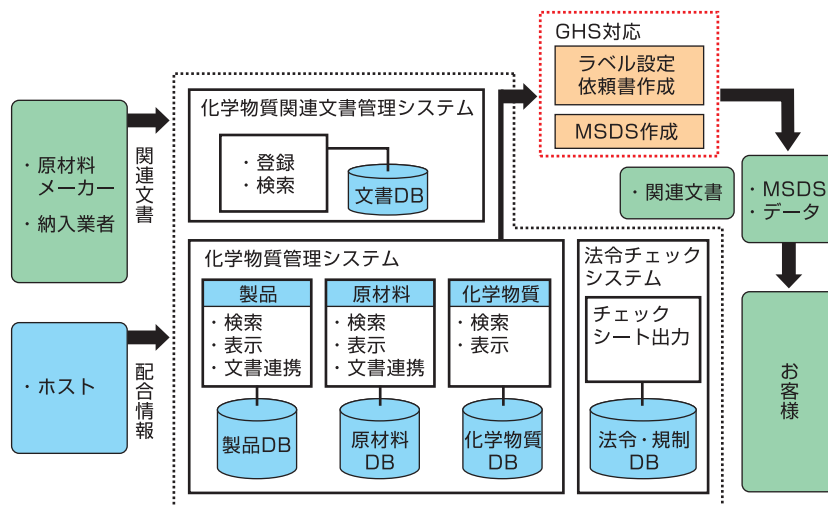 GHS対応
ラベル設定
依頼書作成
MSDS作成
・原材料
メーカー
・納入業者
関連文書
化学物質関連文書管理システム
・登録
・検索
文書DB
・関連文書
・MSDS
・データ
化学物質管理システム
製品
・検索
・表示
・文書連携
製品DB
原材料
・検索
・表示
・文書連携
原材料
DB
化学物質
・検索
・表示
化学物質
DB
法令チェック
システム
チェック
シート出力
法令・規制
DB
・ホスト
配合情報
お客様